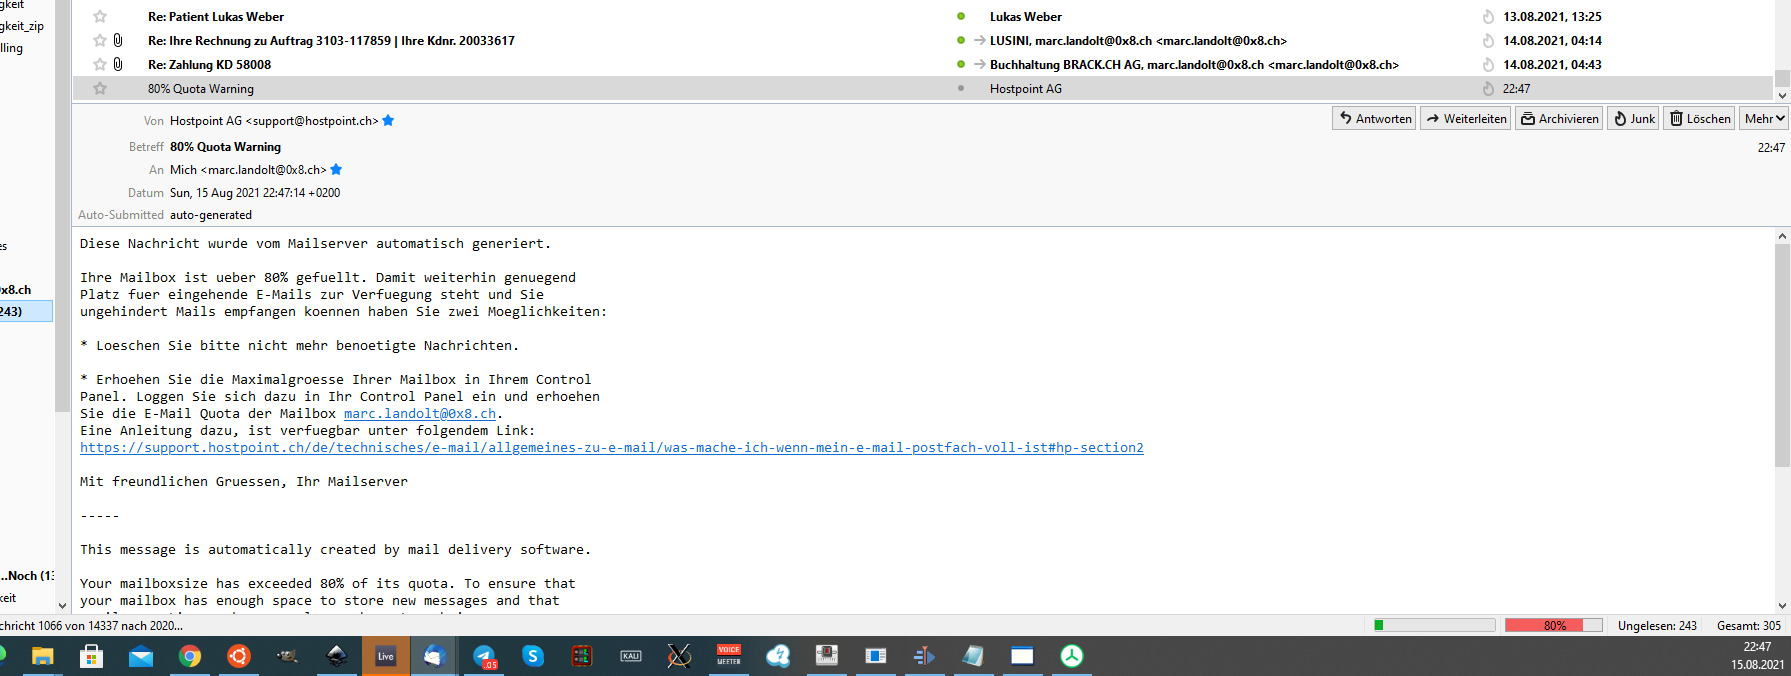 gkeit
gkeit_zip
lling
Re: Patient Lukas Weber Lukas Weber 13.08.2021, 13:25
Re: Ihre Rechnung zu Auftrag 3103-117859 | Ihre Kdnr. 20033617 LUSINI, marc.landolt@0x8.ch <marc.landolt@0x8.ch> 14.08.2021, 04:14
Re: Zahlung KD 58008 Buchhaltung BRACK.CH AG, marc.landolt@0x8.ch <marc.landolt@0x8.ch> 14.08.2021, 04:43
80% Quota Warning Hostpoint AG 22:47
Von Hostpoint AG <support@hostpoint.ch>
Antworten Weiterleiten Archivieren Junk Löschen Mehr
Betreff 80% Quota Warning 22:47
An Mich <marc.landolt@0x8.ch>
Datum Sun, 15 Aug 2021 22:47:14 +0200
Auto-Submitted auto-generated
es
0x8.ch
243)
Diese Nachricht wurde vom Mailserver automatisch generiert.
Ihre Mailbox ist ueber 80% gefuellt. Damit weiterhin genuegend
Platz fuer eingehende E-Mails zur Verfuegung steht und Sie
ungehindert Mails empfangen koennen haben Sie zwei Moeglichkeiten:
* Loeschen Sie bitte nicht mehr benoetigte Nachrichten.
* Erhoehen Sie die Maximalgroesse Ihrer Mailbox in Ihrem Control
Panel. Loggen Sie sich dazu in Ihr Control Panel ein und erhoehen
Sie die E-Mail Quota der Mailbox marc.landolt@0x8.ch.
Eine Anleitung dazu, ist verfuegbar unter folgendem Link:
https://support.hostpoint.ch/de/technisches/e-mail/allgemeines-zu-e-mail/was-mache-ich-wenn-mein-e-mail-postfach-voll-ist#hp-section2
Mit freundlichen Gruessen, Ihr Mailserver
-----
This message is automatically created by mail delivery software.
Your mailboxsize has exceeded 80% of its quota. To ensure that
your mailbox has enough space to store new messages and that
...Noch (13
keit
chricht 1066 von 14337 nach 2020... 80% Ungelesen: 243 Gesamt: 305
Live .05 KALI VOICE MEETER
22:47
15.08.2021